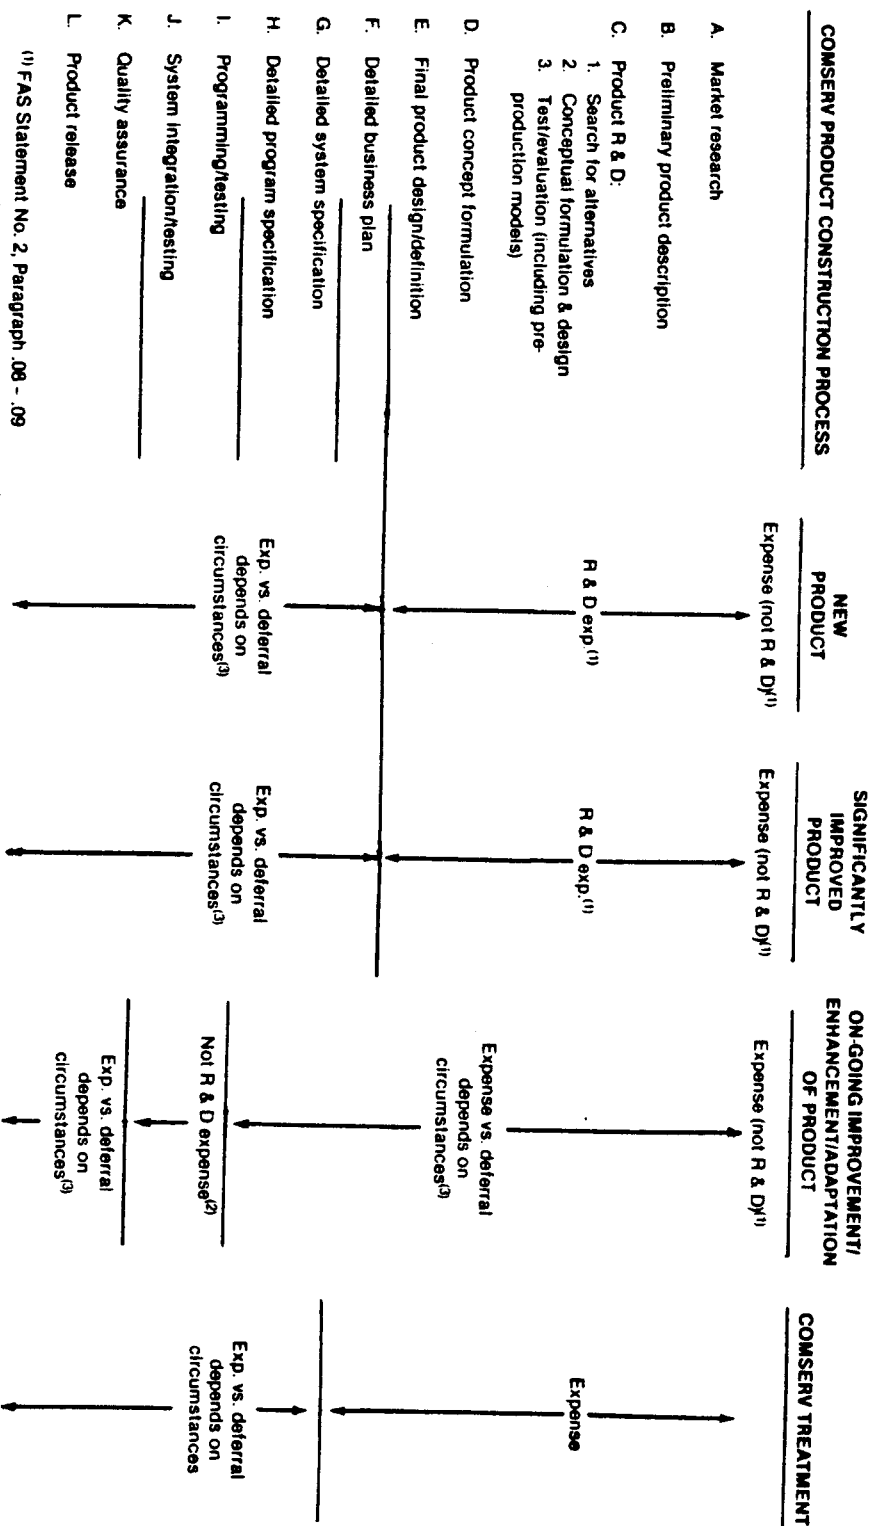 COMSERV PRODUCT CONSTRUCTION PROCESS
A. Market research
B. Preliminary product description
C. Product R & D:
1. Search for alternatives
2. Conceptual formulation & design
3. Test/evaluation (including pre-
production models)
D. Product concept formulation
E. Final product design/definition
F. Detailed business plan
G. Detailed system specification
H. Detailed program specification
I. Programming/testing
J. System integration/testing
K. Quality assurance
L. Product release
(1) FAS Statement No. 2, Paragraph .08 - .09
NEW
PRODUCT
Expense (not R & D)(1)
R & D exp.(1)
Exp. vs. deferral
depends on
circumstances(3)
SIGNIFICANTLY
IMPROVED
PRODUCT
Expense (not R & D)(1)
R & D exp.(1)
Exp. vs. deferral
depends on
circumstances(3)
ON-GOING IMPROVEMENT/
ENHANCEMENT/ADAPTATION
OF PRODUCT
Expense (not R & D)(1)
Expense vs. deferral
depends on
circumstances(3)
Not R & D expense(2)
Exp. vs. deferral
depends on
circumstances(3)
COMSERV TREATMENT
Expense
Exp. vs. deferral
depends on
circumstances